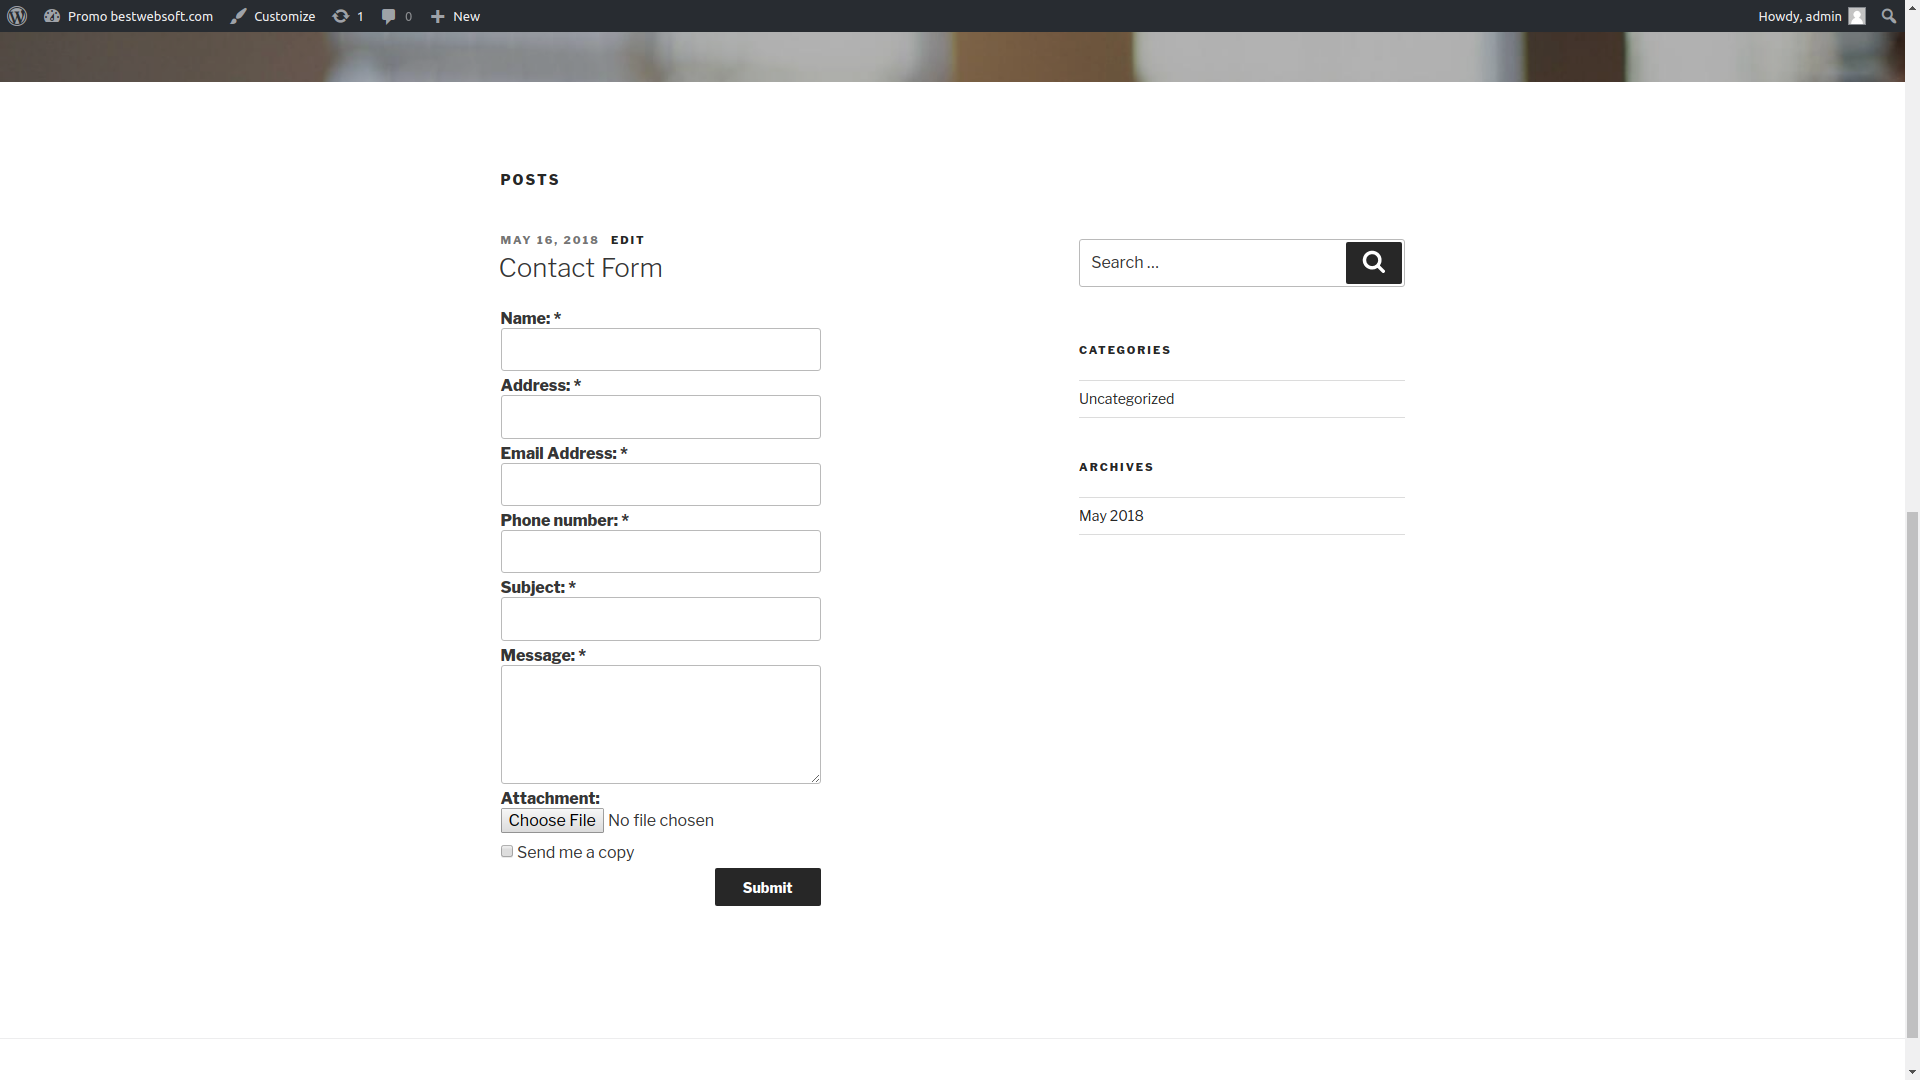 Promo bestwebsoft.com Customize 1 0 New Howdy, admin
POSTS
MAY 16, 2018 EDIT
Contact Form
Name: *
Address: *
Email Address: *
Phone number: *
Subject: *
Message: *
Attachment:
Choose File No file chosen
Send me a copy
Submit
Search …
CATEGORIES
Uncategorized
ARCHIVES
May 2018